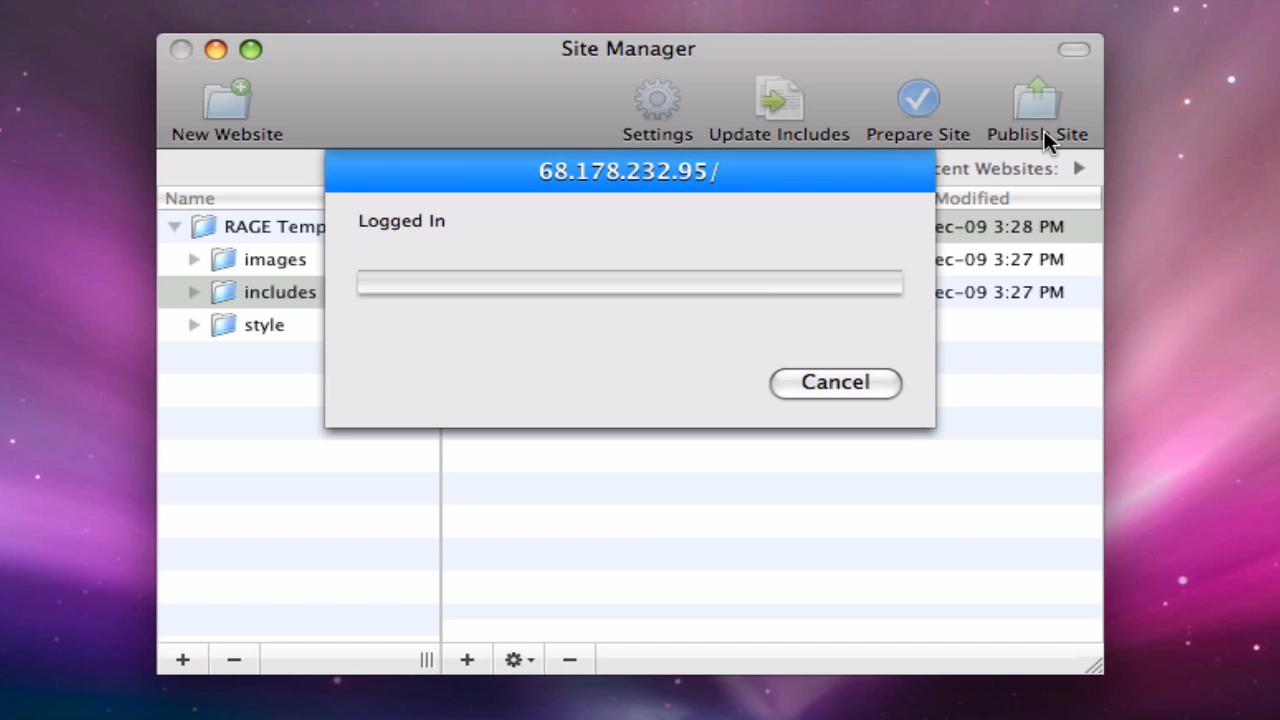 Site Manager
New Website
Settings
Update Includes
Prepare Site
Publish Site
68.178.232.95/
cent Websites:
Name
Modified
RAGE Temp
ec-09 3:28 PM
Logged In
images
ec-09 3:27 PM
includes
ec-09 3:27 PM
style
Cancel